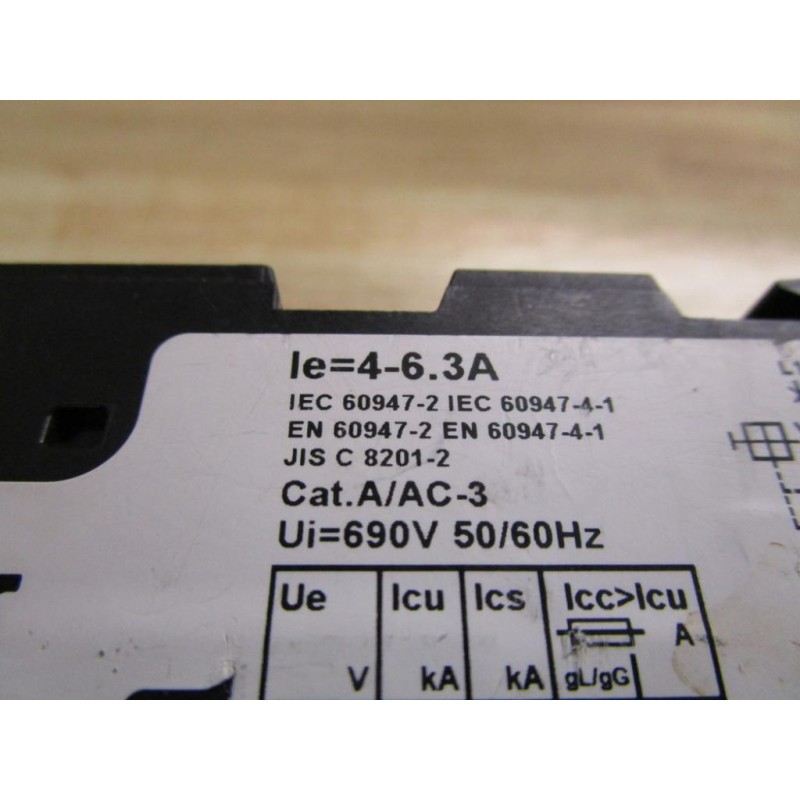 Ie=4-6.3A
IEC 60947-2 IEC 60947-4-1
EN 60947-2 EN 60947-4-1
JIS C 8201-2
Cat.A/AC-3
Ui=690V 50/60Hz
Ue Icu Ics Icc>Icu
A
V kA kA gL/gG